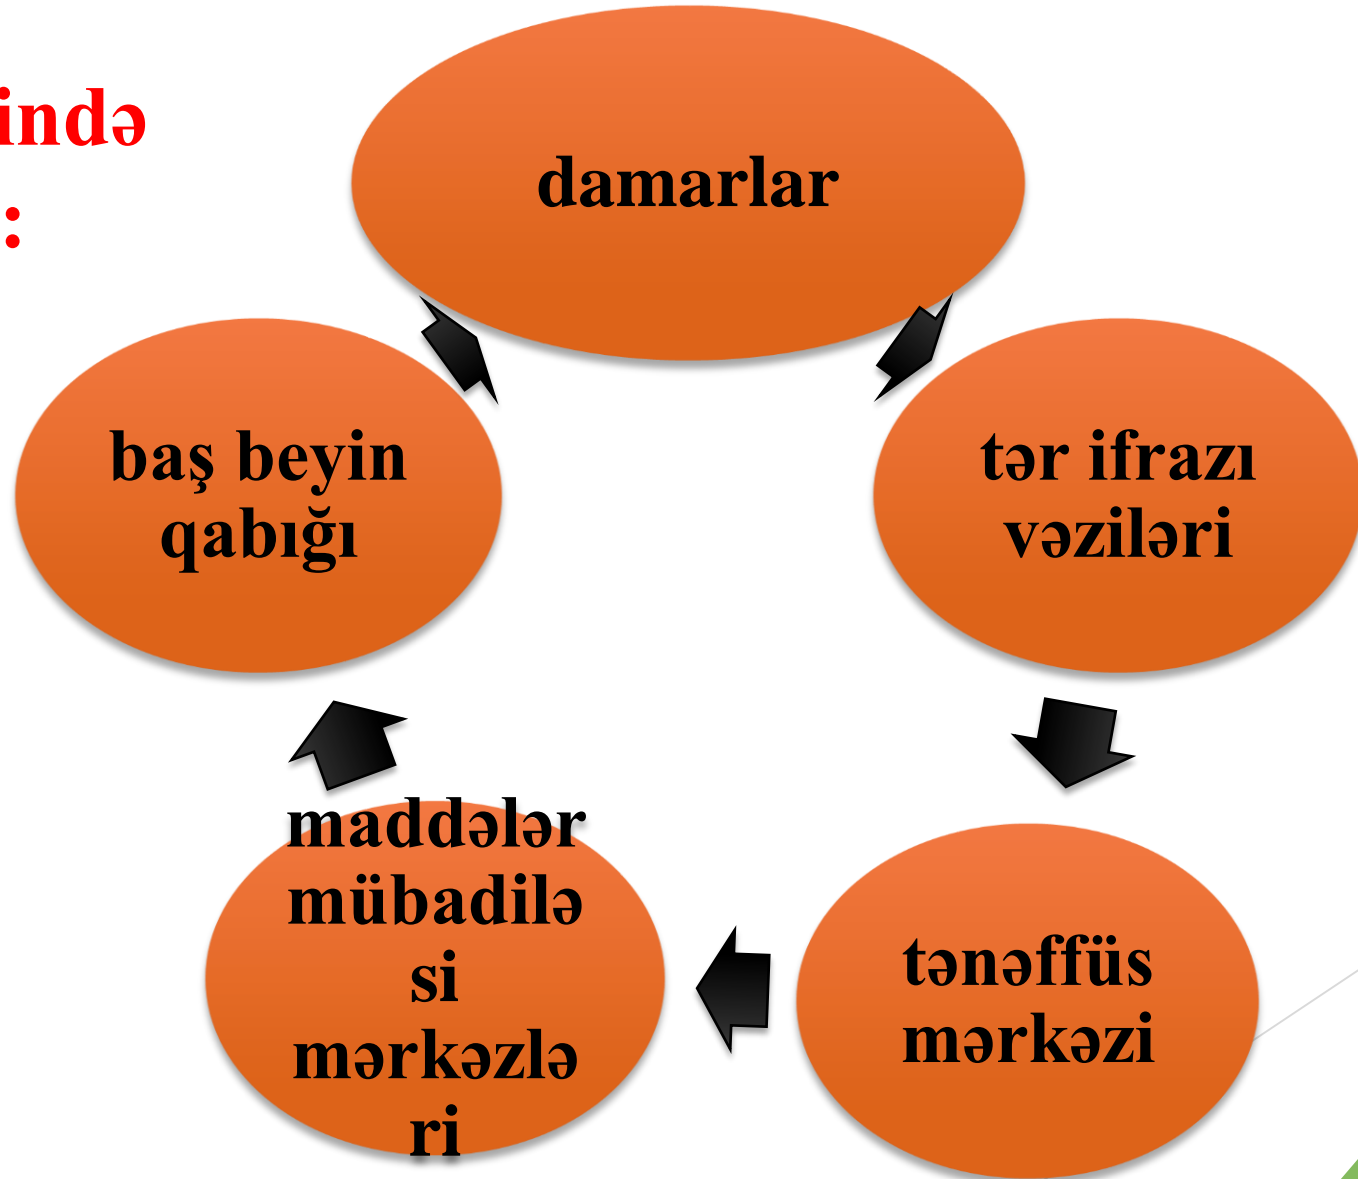 ində
:
damarlar
baş beyin
qabığı
tər ifrazı
vəziləri
maddələr
mübadilə
si
mərkəzlə
ri
tənəffüs
mərkəzi